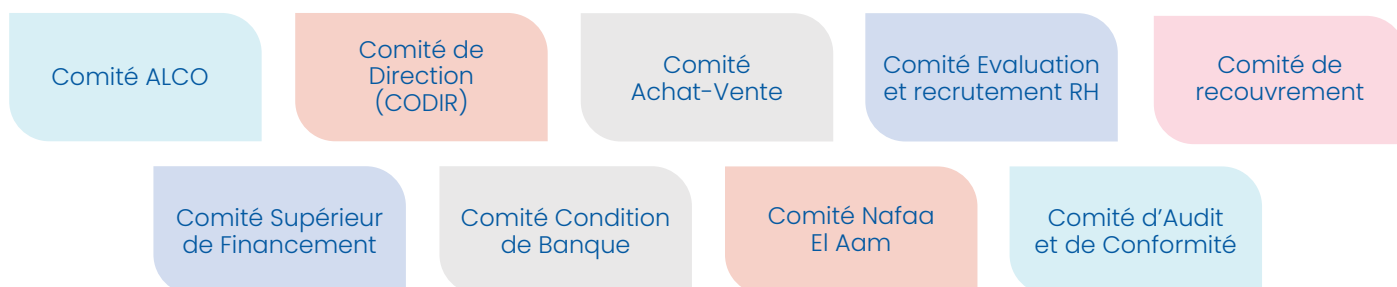 Comité ALCO
Comité de
Direction
(CODIR)
Comité
Achat-Vente
Comité Evaluation
et recrutement RH
Comité de
recouvrement
Comité Supérieur
de Financement
Comité Condition
de Banque
Comité Nafaa
El Aam
Comité d’Audit
et de Conformité